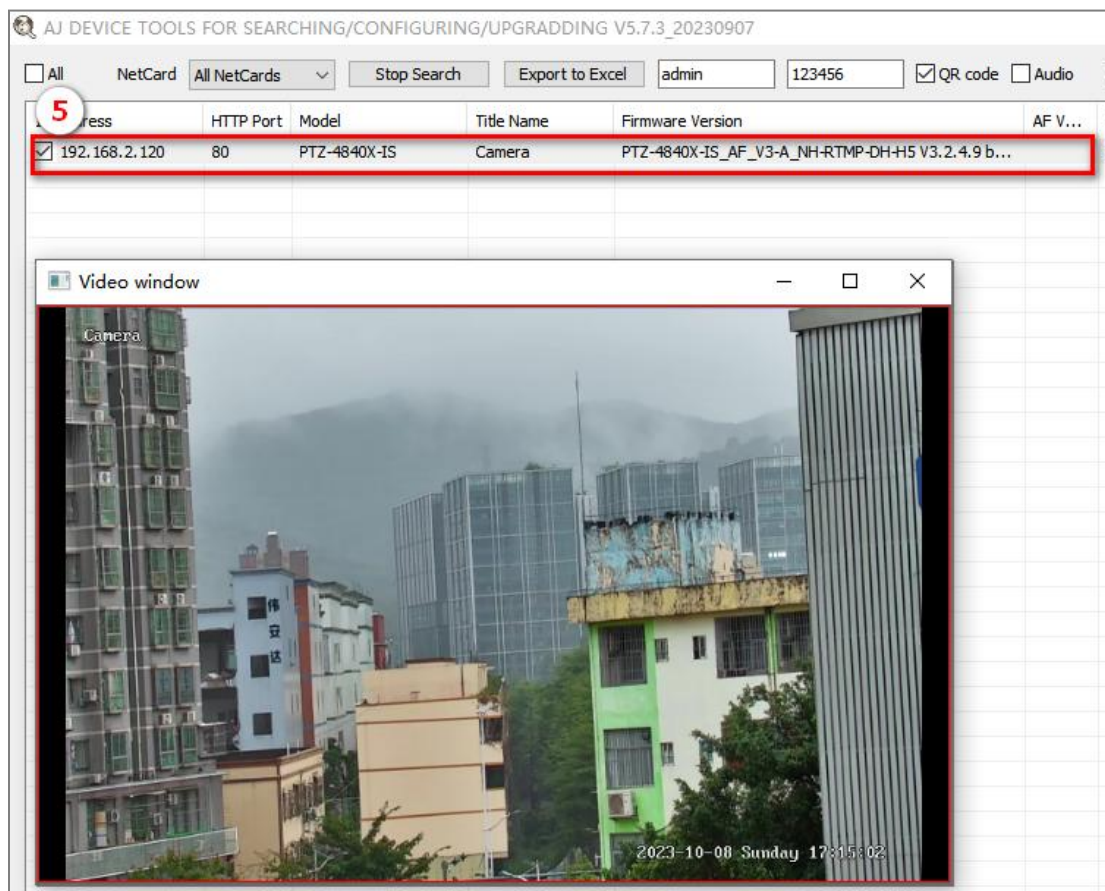 AJ DEVICE TOOLS FOR SEARCHING/CONFIGURING/UPGRADDING V5.7.3_20230907
All NetCard All NetCards Stop Search Export to Excel admin 123456 QR code Audio
5
ress HTTP Port Model Title Name Firmware Version AF V...
192.168.2.120 80 PTZ-4840X-IS Camera PTZ-4840X-IS_AF_V3-A_NH-RTMP-DH-H5 V3.2.4.9 b...
Video window
Camera
伟安达
2023-10-08 Sunday 17:15:02